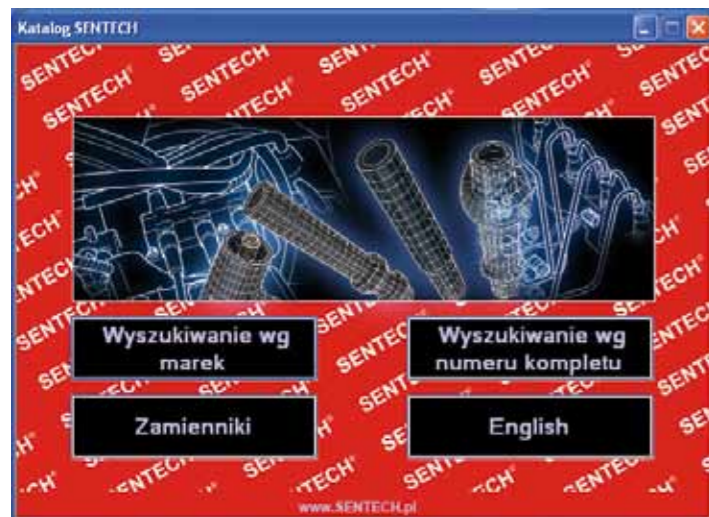 Katalog SENTECH
Wyszukiwanie wg
marek
Wyszukiwanie wg
numeru kompletu
Zamienniki
English
www.SENTECH.pl